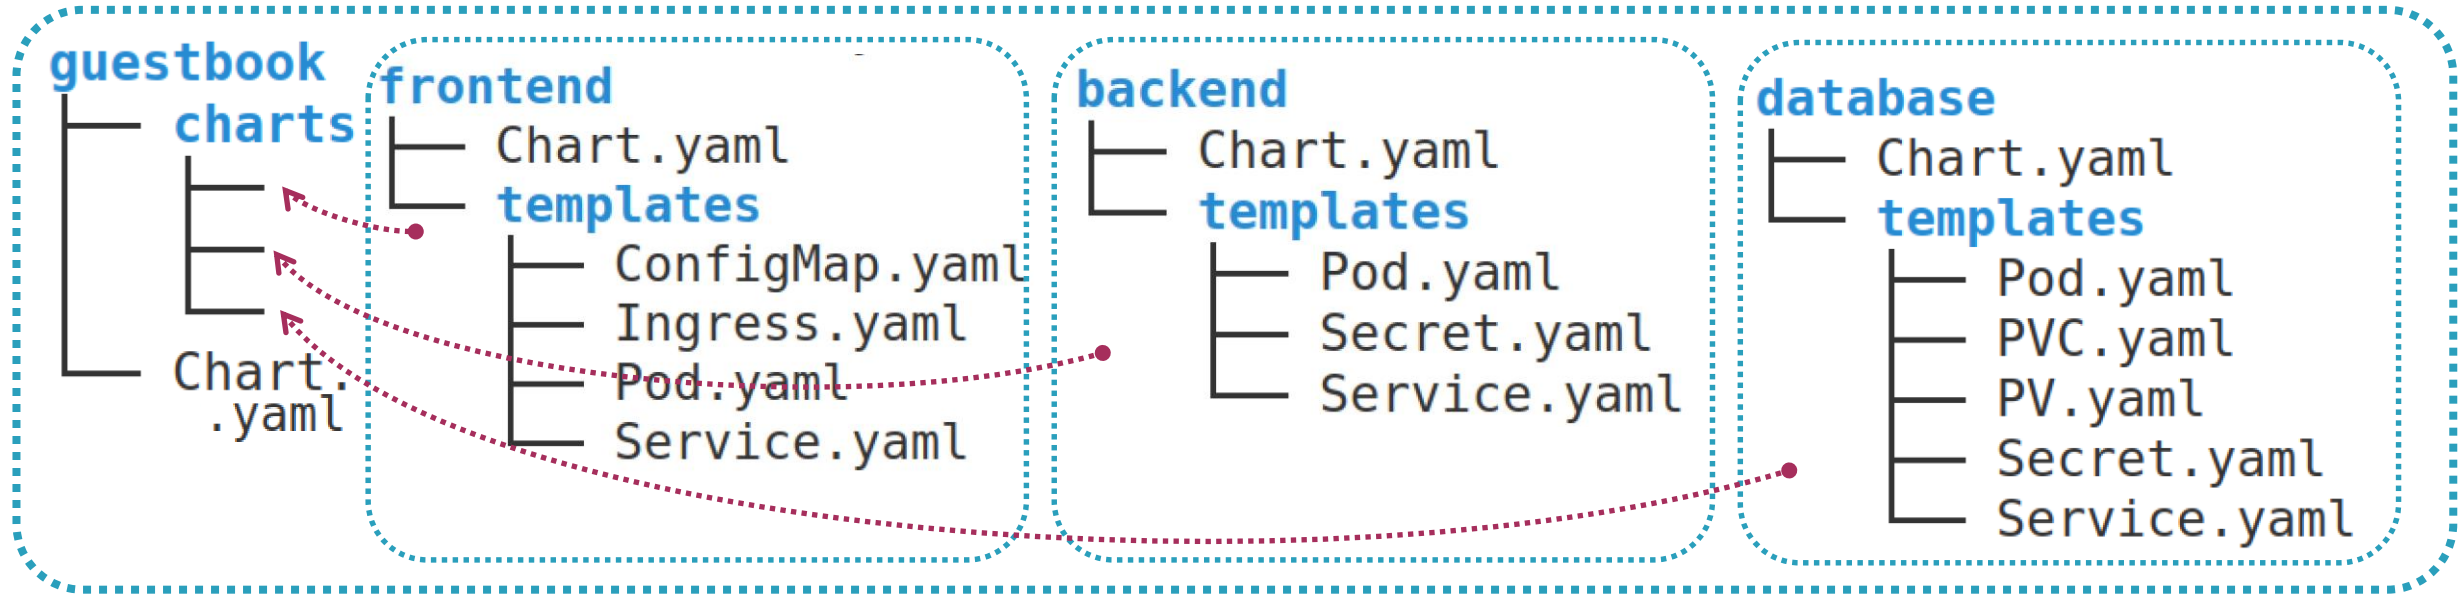 guestbook
charts
Chart.
.yaml
frontend
Chart.yaml
templates
ConfigMap.yaml
Ingress.yaml
Pod.yaml
Service.yaml
backend
Chart.yaml
templates
Pod.yaml
Secret.yaml
Service.yaml
database
Chart.yaml
templates
Pod.yaml
PVC.yaml
PV.yaml
Secret.yaml
Service.yaml